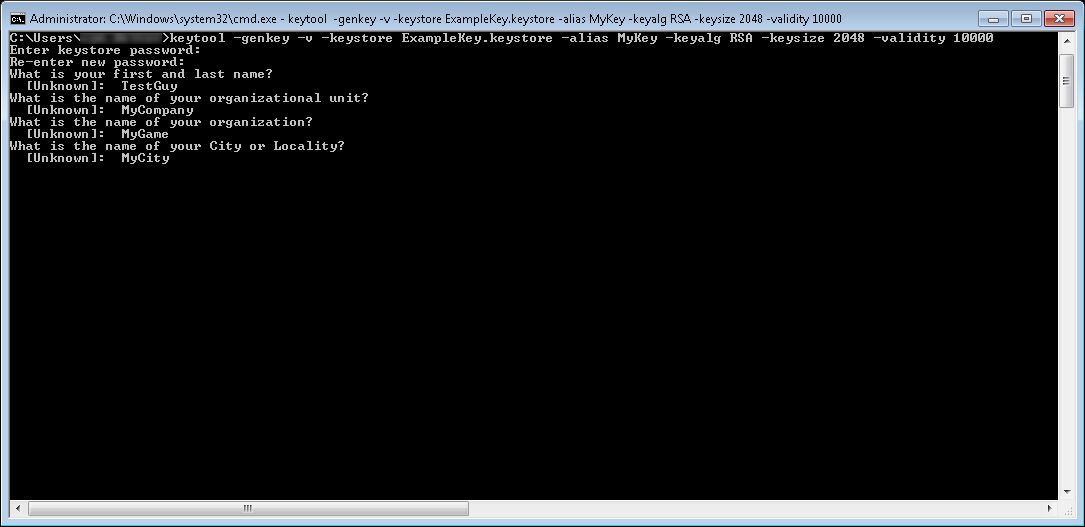 Administrator: C:\Windows\system32\cmd.exe - keytool  -genkey -v -keystore ExampleKey.keystore -alias MyKey -keyalg RSA -keysize 2048 -validity 10000
C:\Users\>keytool -genkey -v -keystore ExampleKey.keystore -alias MyKey -keyalg RSA -keysize 2048 -validity 10000
Enter keystore password:
Re-enter new password:
What is your first and last name?
  [Unknown]:  TestGuy
What is the name of your organizational unit?
  [Unknown]:  MyCompany
What is the name of your organization?
  [Unknown]:  MyGame
What is the name of your City or Locality?
  [Unknown]:  MyCity